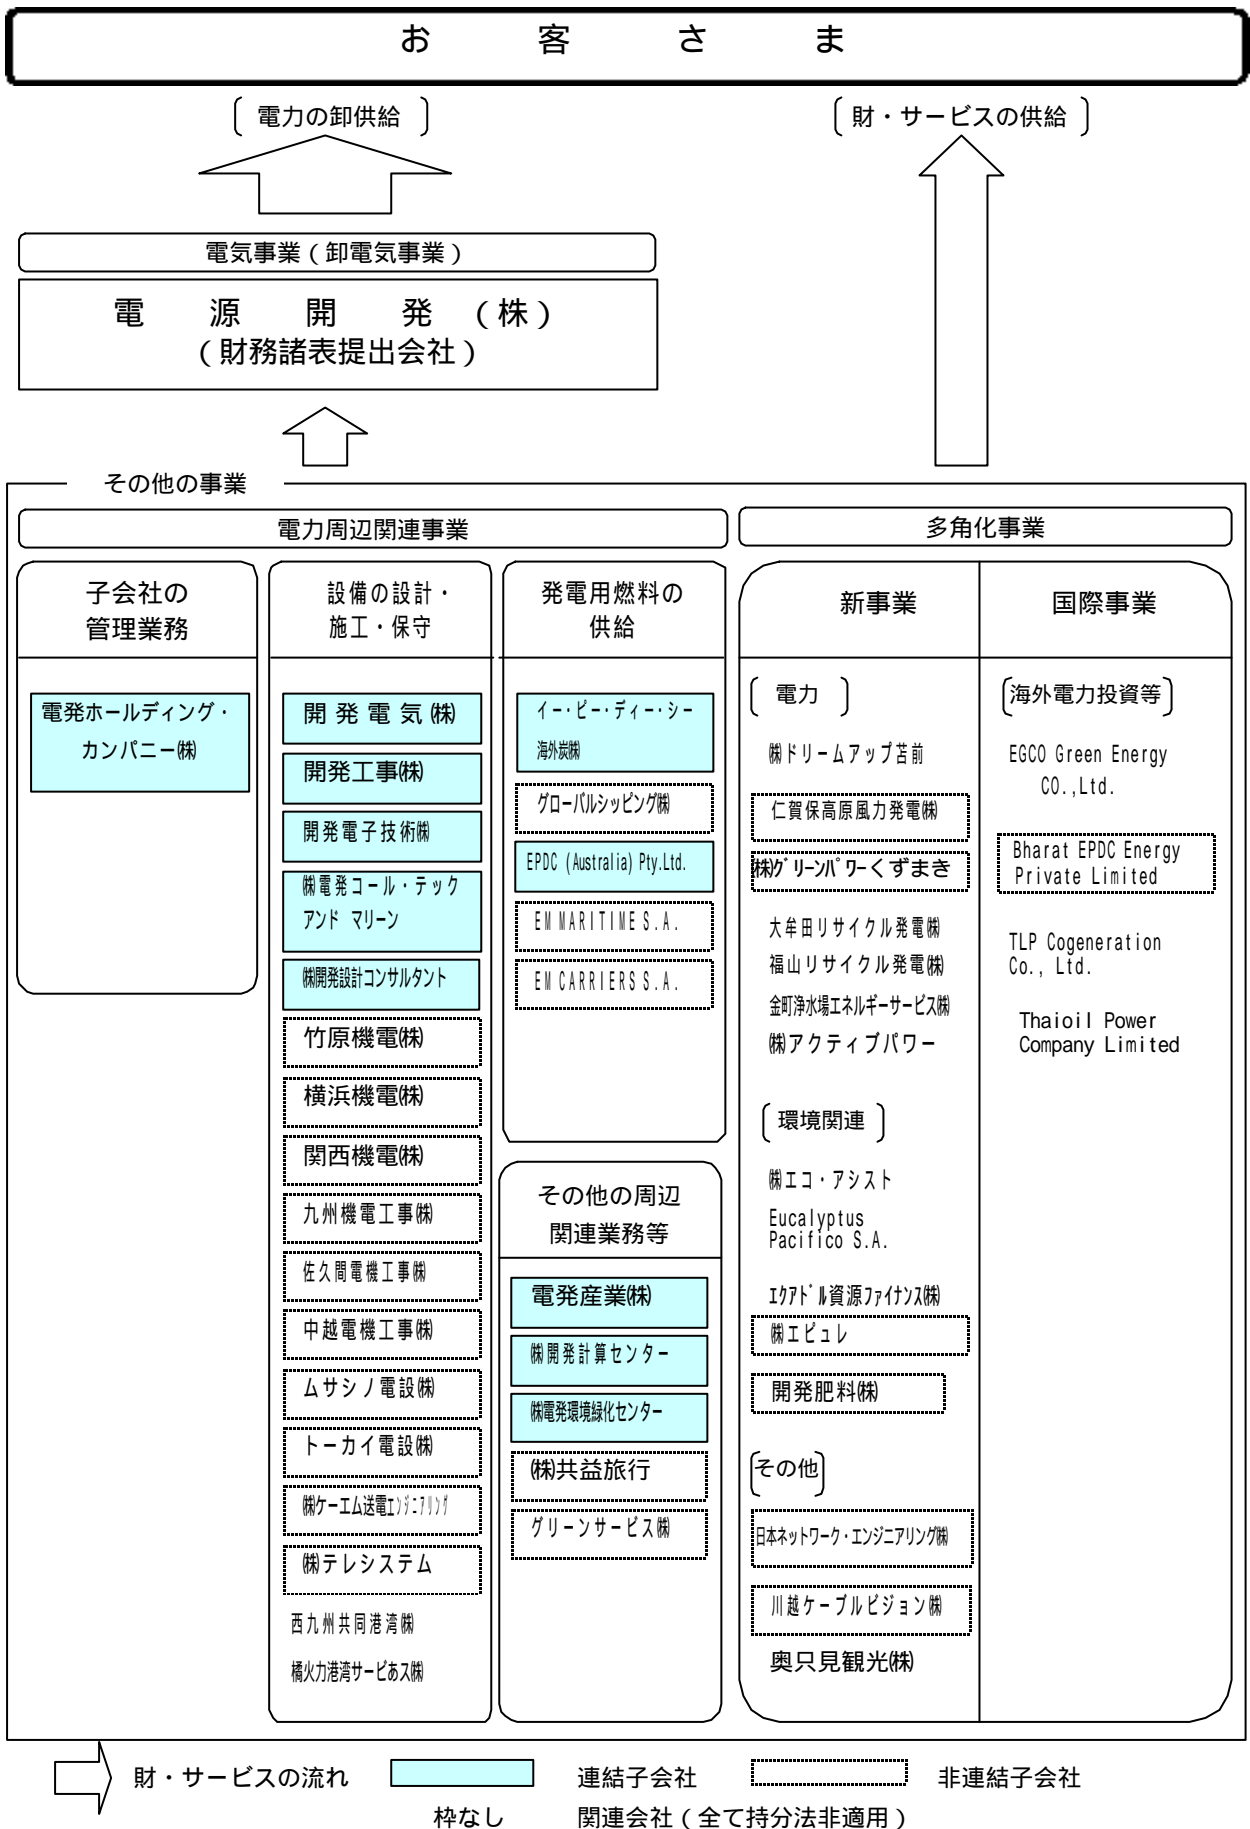 お客さま
電力の卸供給
財・サービスの供給
電気事業（卸電気事業）
電源開発（株）
（財務諸表提出会社）
その他の事業
電力周辺関連事業
多角化事業
子会社の
管理業務
電発ホールディング・
カンパニー㈱
設備の設計・
施工・保守
開発電気㈱
開発工事㈱
開発電子技術㈱
㈱電発コール・テック
アンド マリーン
㈱開発設計コンサルタント
竹原機電㈱
横浜機電㈱
関西機電㈱
九州機電工事㈱
佐久間電機工事㈱
中越電機工事㈱
ムサシノ電設㈱
トーカイ電設㈱
㈱ケーエム送電エンジニアリング
㈱テレシステム
西九州共同港湾㈱
橘火力港湾サービあス㈱
発電用燃料の
供給
イー・ピー・ディー・シー
海外炭㈱
グローバルシッピング㈱
EPDC (Australia) Pty.Ltd.
EM MARITIME S.A.
EM CARRIERS S.A.
その他の周辺
関連業務等
電発産業㈱
㈱開発計算センター
㈱電発環境緑化センター
㈱共益旅行
グリーンサービス㈱
新事業
電力
㈱ドリームアップ苫前
仁賀保高原風力発電㈱
㈱グリーンパワーくずまき
大牟田リサイクル発電㈱
福山リサイクル発電㈱
金町浄水場エネルギーサービス㈱
㈱アクティブパワー
環境関連
㈱エコ・アシスト
Eucalyptus
Pacifico S.A.
エクアドル資源ファイナンス㈱
㈱エピュレ
開発肥料㈱
その他
日本ネットワーク・エンジニアリング㈱
川越ケーブルビジョン㈱
奥只見観光㈱
国際事業
海外電力投資等
EGCO Green Energy
CO.,Ltd.
Bharat EPDC Energy
Private Limited
TLP Cogeneration
Co., Ltd.
Thaioil Power
Company Limited
財・サービスの流れ
連結子会社
非連結子会社
枠なし
関連会社（全て持分法非適用）